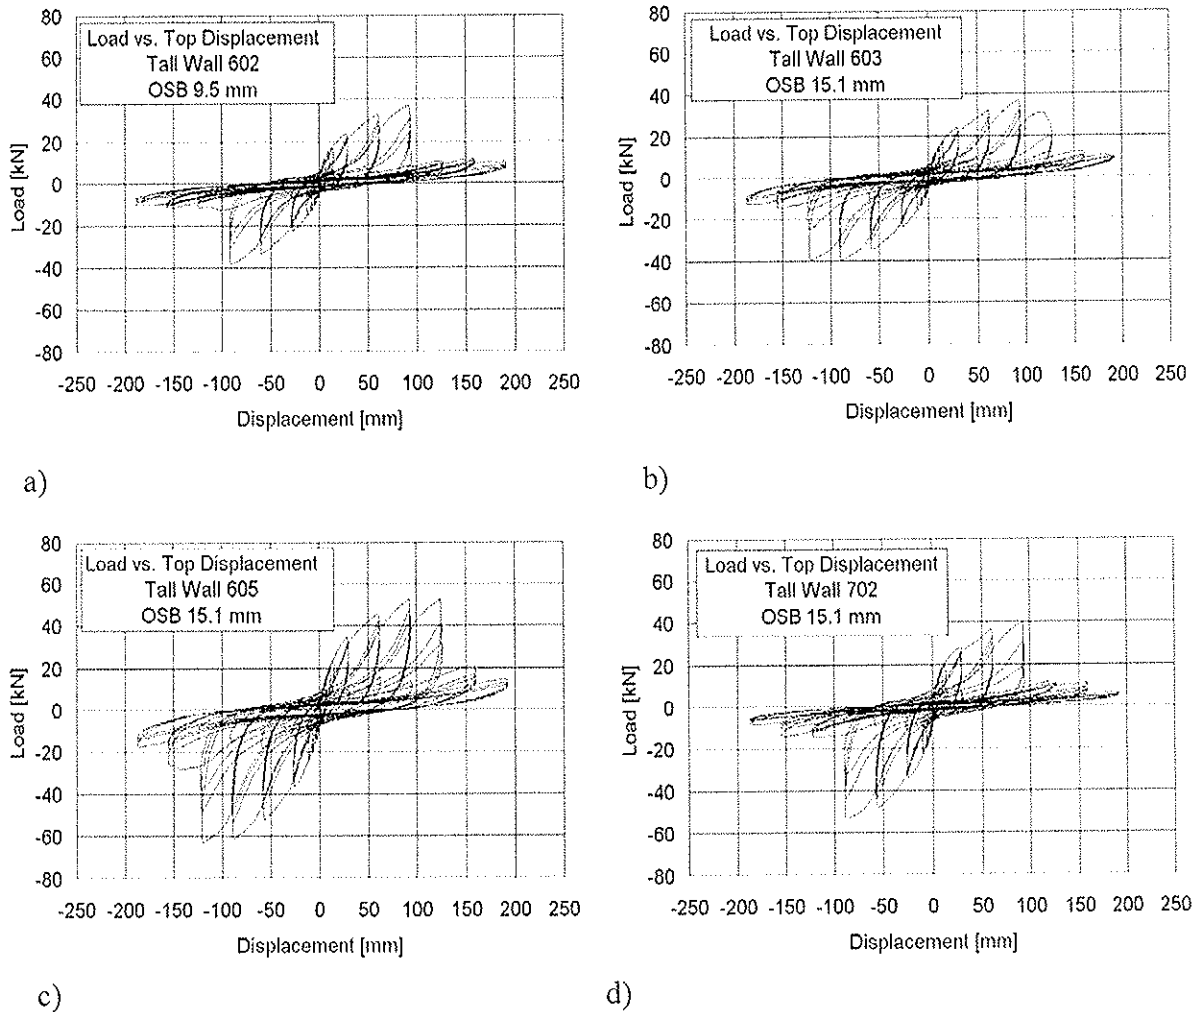 80
60
40
20
0
-20
-40
-60
-80
Load [kN]
Load vs. Top Displacement
Tall Wall 602
OSB 9.5 mm
-250 -200 -150 -100 -50 0 50 100 150 200 250
Displacement [mm]
a)
80
60
40
20
0
-20
-40
-60
-80
Load [kN]
Load vs. Top Displacement
Tall Wall 603
OSB 15.1 mm
-250 -200 -150 -100 -50 0 50 100 150 200 250
Displacement [mm]
b)
80
60
40
20
0
-20
-40
-60
-80
Load [kN]
Load vs. Top Displacement
Tall Wall 605
OSB 15.1 mm
-250 -200 -150 -100 -50 0 50 100 150 200 250
Displacement [mm]
c)
80
60
40
20
0
-20
-40
-60
-80
Load [kN]
Load vs. Top Displacement
Tall Wall 702
OSB 15.1 mm
-250 -200 -150 -100 -50 0 50 100 150 200 250
Displacement [mm]
d)